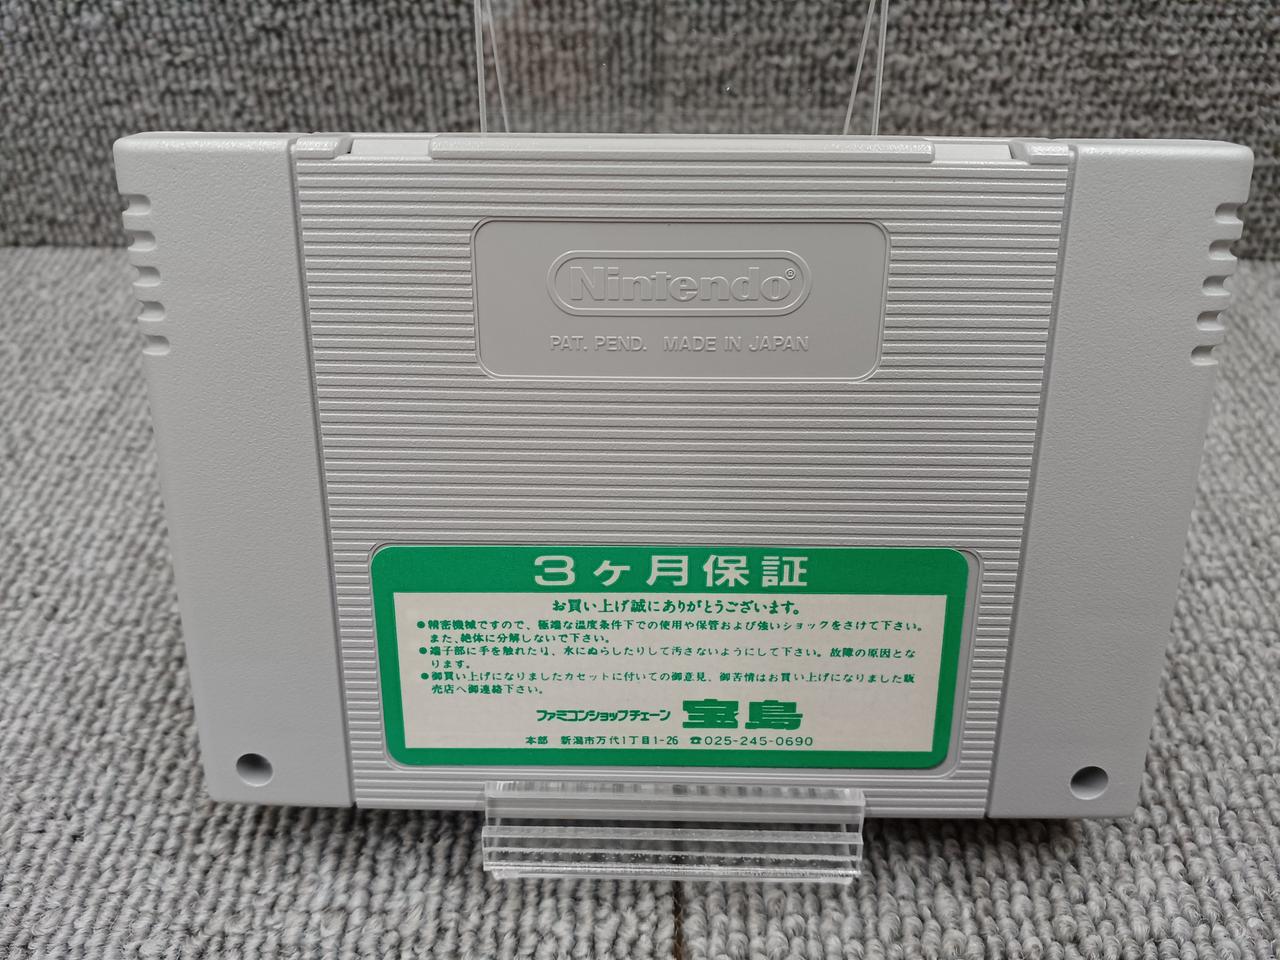 Nintendo®
PAT. PEND. MADE IN JAPAN
3ヶ月保証
お買い上げ誠にありがとうございます。
●精密機械ですので、極端な温度条件下での使用や保管および強いショックをさけて下さい。
また、絶体に分解しないで下さい。
●端子部に手を触れたり、水にぬらしたりして汚さないようにして下さい。故障の原因とな
ります。
●御買い上げになりましたカセットに付いての御意見、御苦情はお買い上げになりました販
売店へ御連絡下さい。
ファミコンショップチェーン 宝島
本部 新潟市万代1丁目1-26 ☎025-245-0690